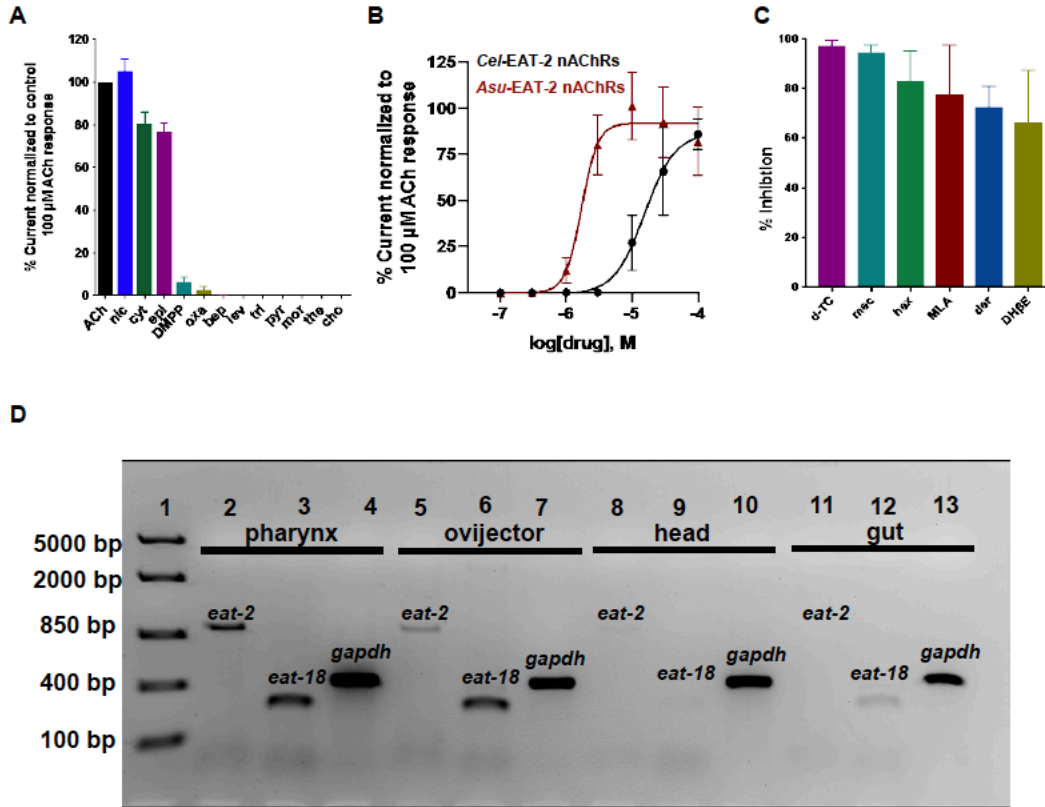 A
% Current normalized to control
100 µM ACh response
120
100
80
60
40
20
0
ACh
nic
cyt
epi
DMPP
oxa
bep
lev
tri
pyr
mor
the
cho
B
% Current normalized to
100 µM ACh response
125
100
75
50
25
0
Cel-EAT-2 nAChRs
Asu-EAT-2 nAChRs
-7
-6
-5
-4
log[drug], M
C
% Inhibtion
100
80
60
40
20
0
d-TC
mec
hex
MLA
der
DHβE
D
1 2 3 4 5 6 7 8 9 10 11 12 13
pharynx ovijector head gut
5000 bp
2000 bp
850 bp
400 bp
100 bp
eat-2 eat-2 eat-2 eat-2
gapdh gapdh gapdh gapdh
eat-18 eat-18 eat-18 eat-18